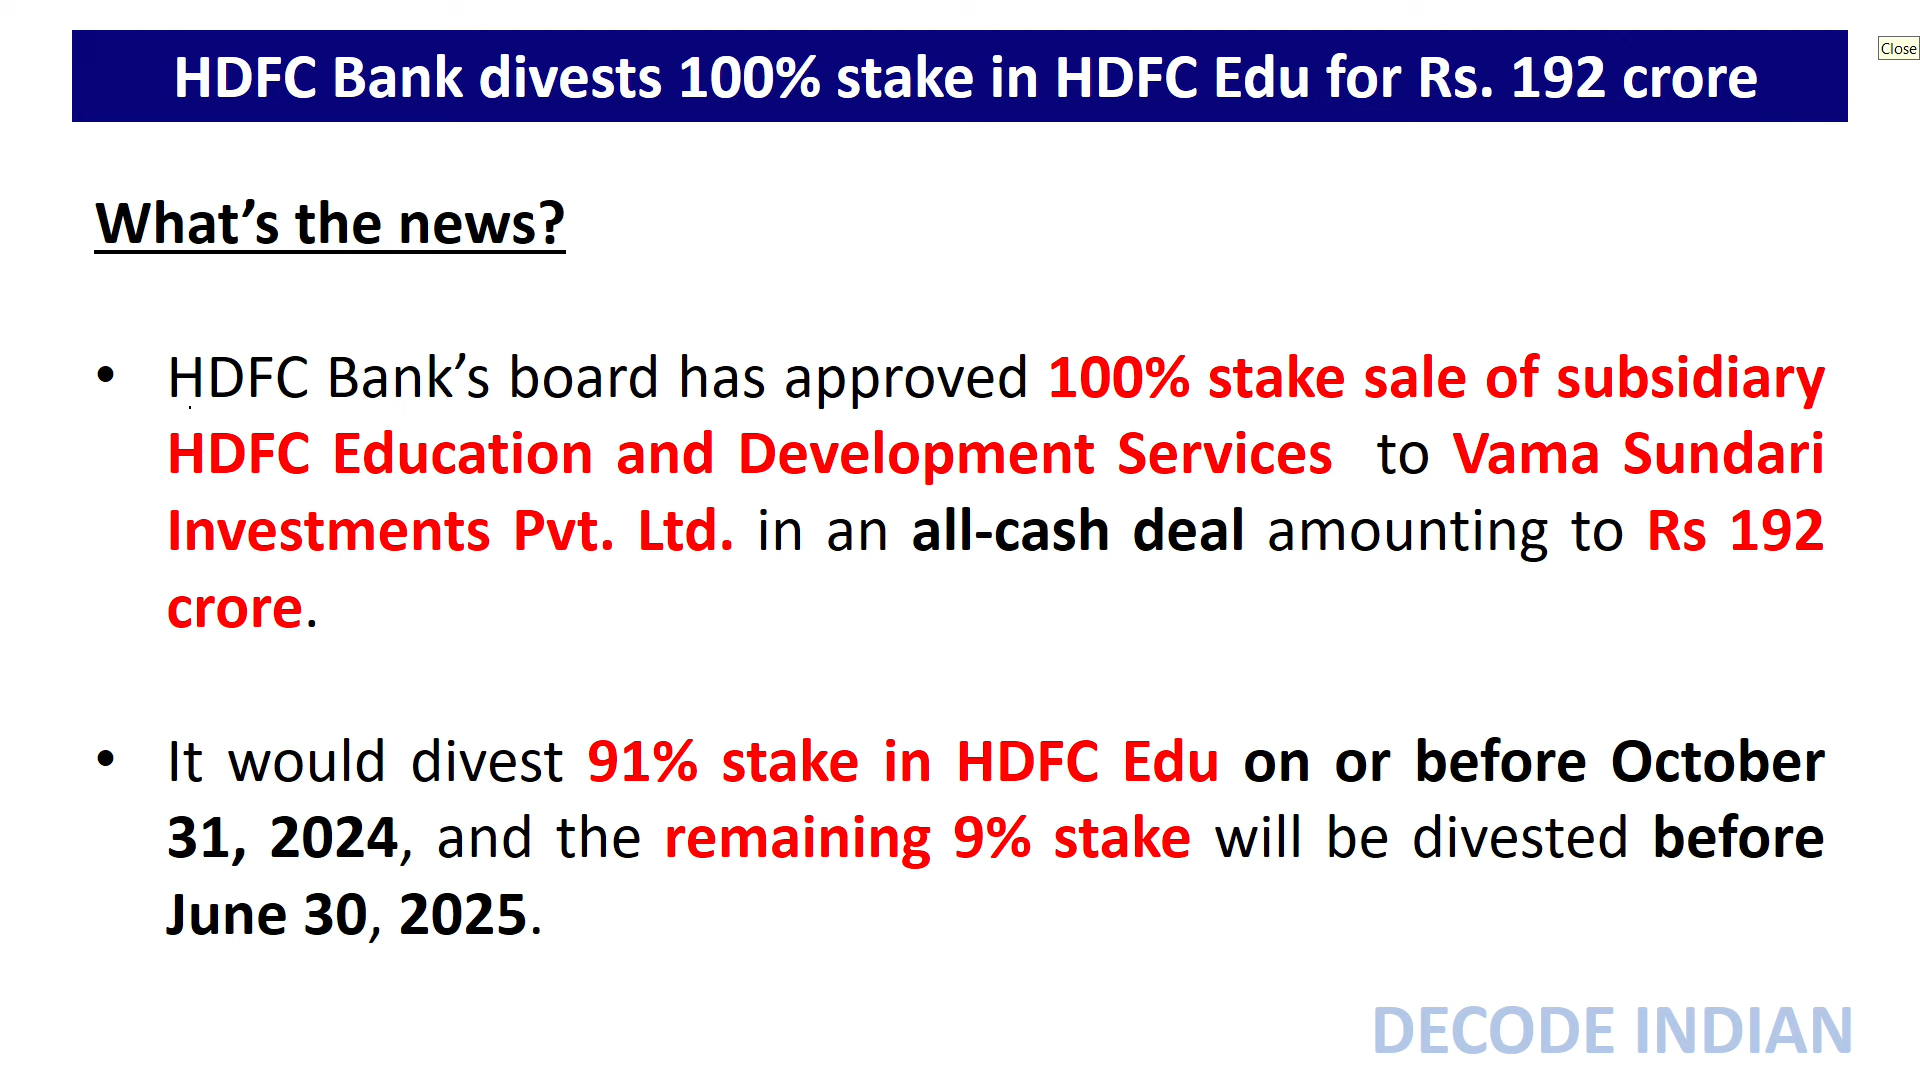 HDFC Bank divests 100% stake in HDFC Edu for Rs. 192 crore
Close
What’s the news?
• HDFC Bank’s board has approved 100% stake sale of subsidiary
HDFC Education and Development Services to Vama Sundari
Investments Pvt. Ltd. in an all-cash deal amounting to Rs 192
crore.
• It would divest 91% stake in HDFC Edu on or before October
31, 2024, and the remaining 9% stake will be divested before
June 30, 2025.
DECODE INDIAN